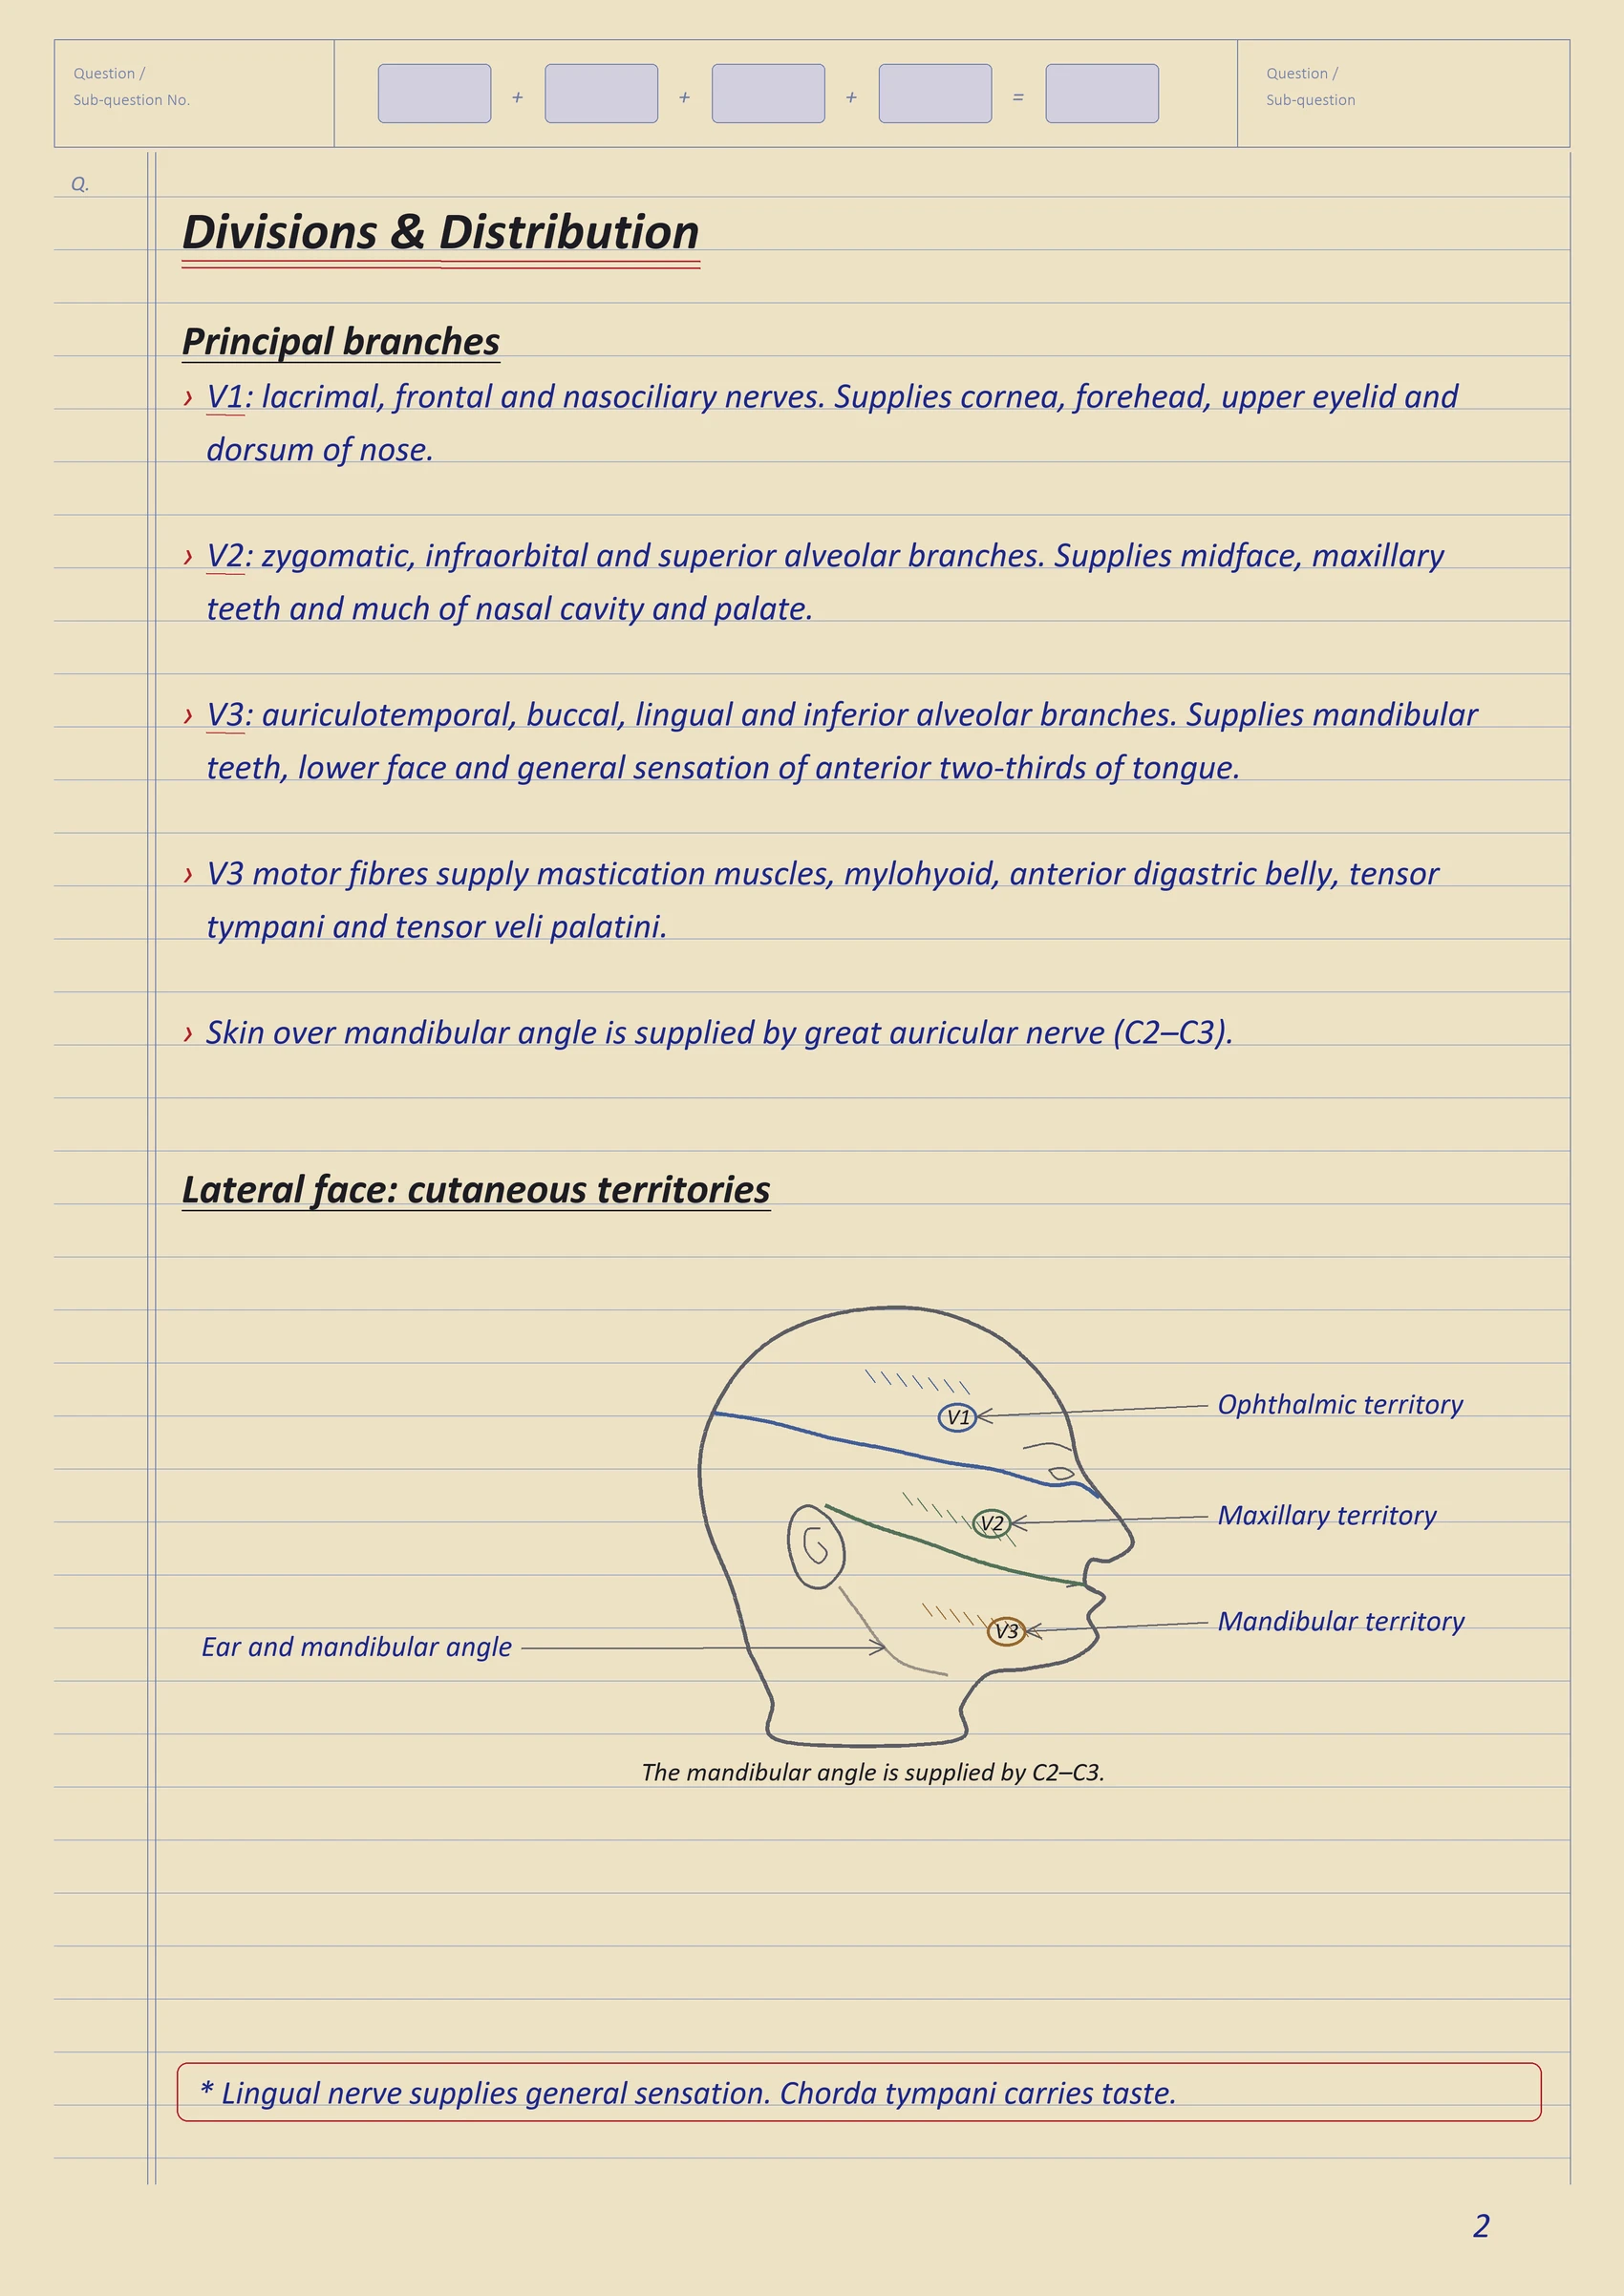 Question /
Sub-question No.
+ + + =
Question /
Sub-question
Q.
Divisions & Distribution
Principal branches
› V1: lacrimal, frontal and nasociliary nerves. Supplies cornea, forehead, upper eyelid and
dorsum of nose.
› V2: zygomatic, infraorbital and superior alveolar branches. Supplies midface, maxillary
teeth and much of nasal cavity and palate.
› V3: auriculotemporal, buccal, lingual and inferior alveolar branches. Supplies mandibular
teeth, lower face and general sensation of anterior two-thirds of tongue.
› V3 motor fibres supply mastication muscles, mylohyoid, anterior digastric belly, tensor
tympani and tensor veli palatini.
› Skin over mandibular angle is supplied by great auricular nerve (C2–C3).
Lateral face: cutaneous territories
V1
Ophthalmic territory
V2
Maxillary territory
V3
Mandibular territory
Ear and mandibular angle
The mandibular angle is supplied by C2–C3.
* Lingual nerve supplies general sensation. Chorda tympani carries taste.
2